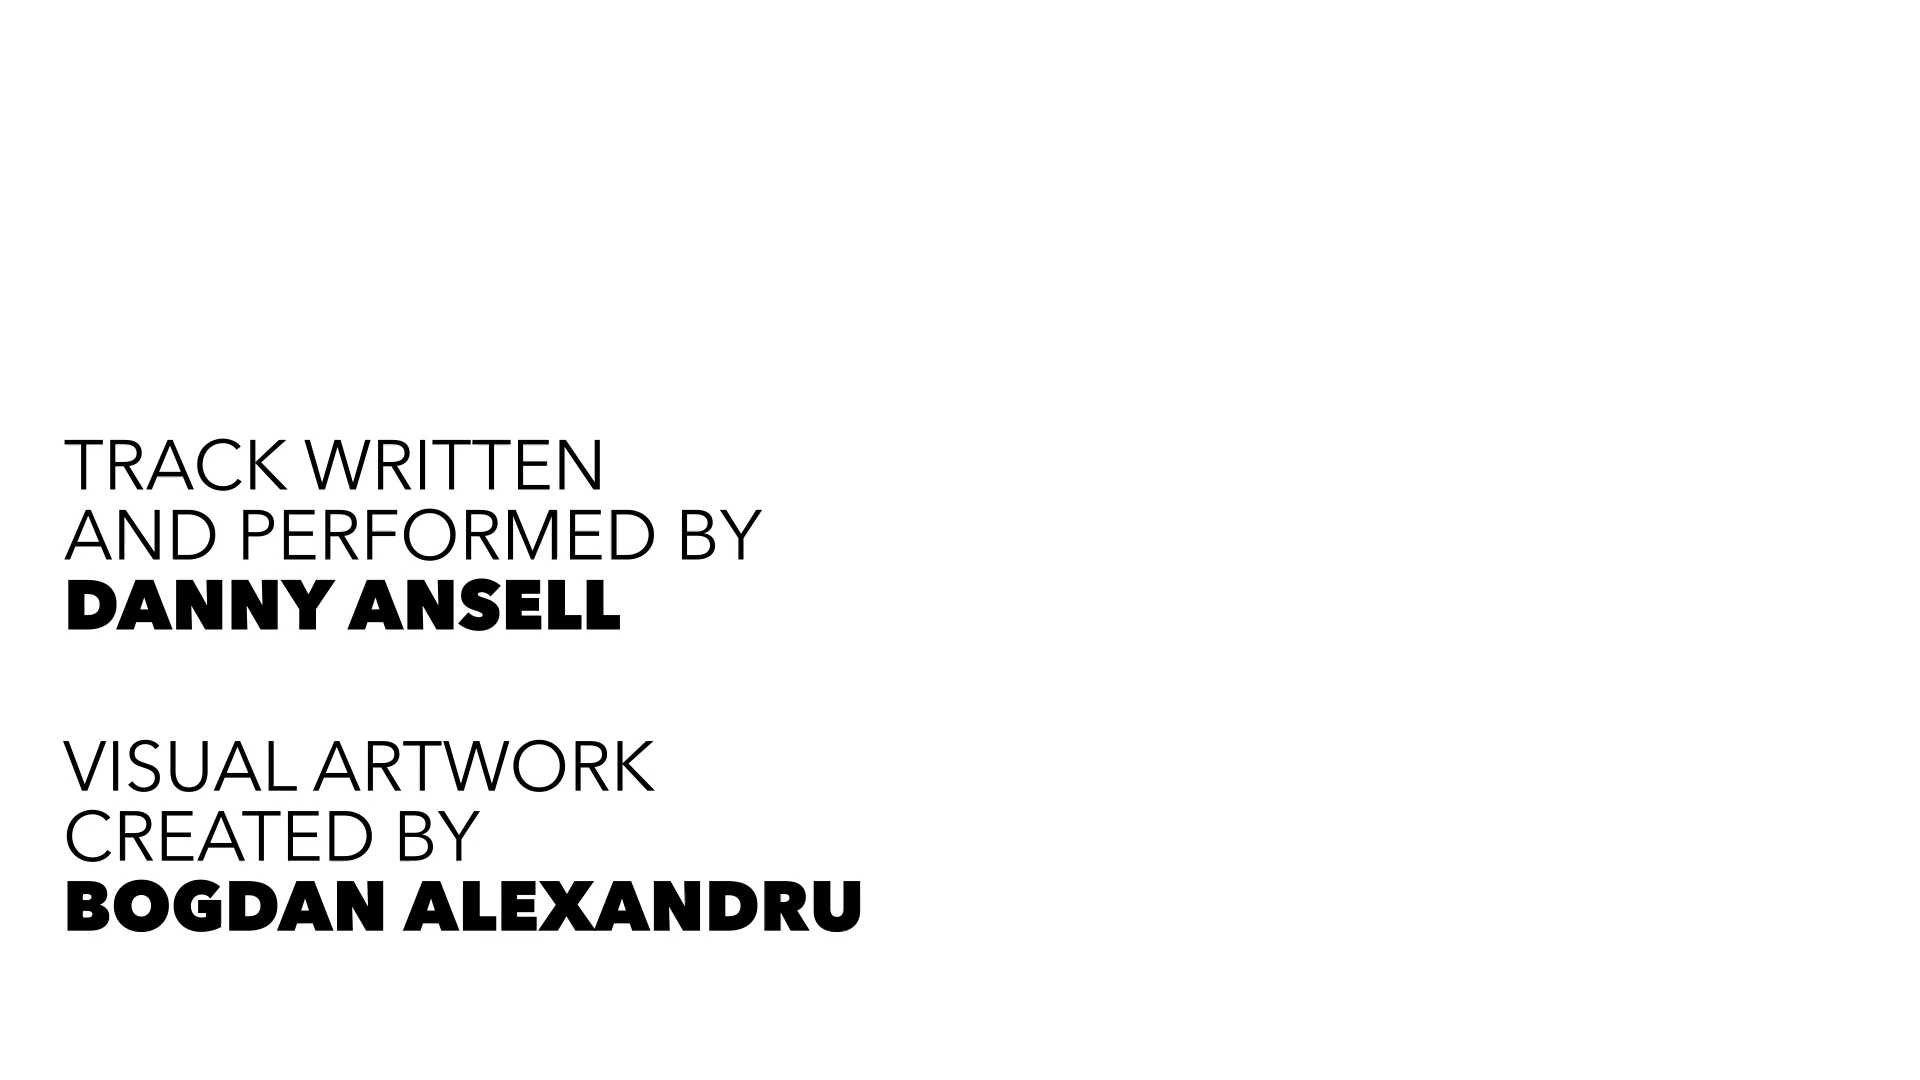 TRACK WRITTEN
AND PERFORMED BY
DANNY ANSELL
VISUAL ARTWORK
CREATED BY
BOGDAN ALEXANDRU